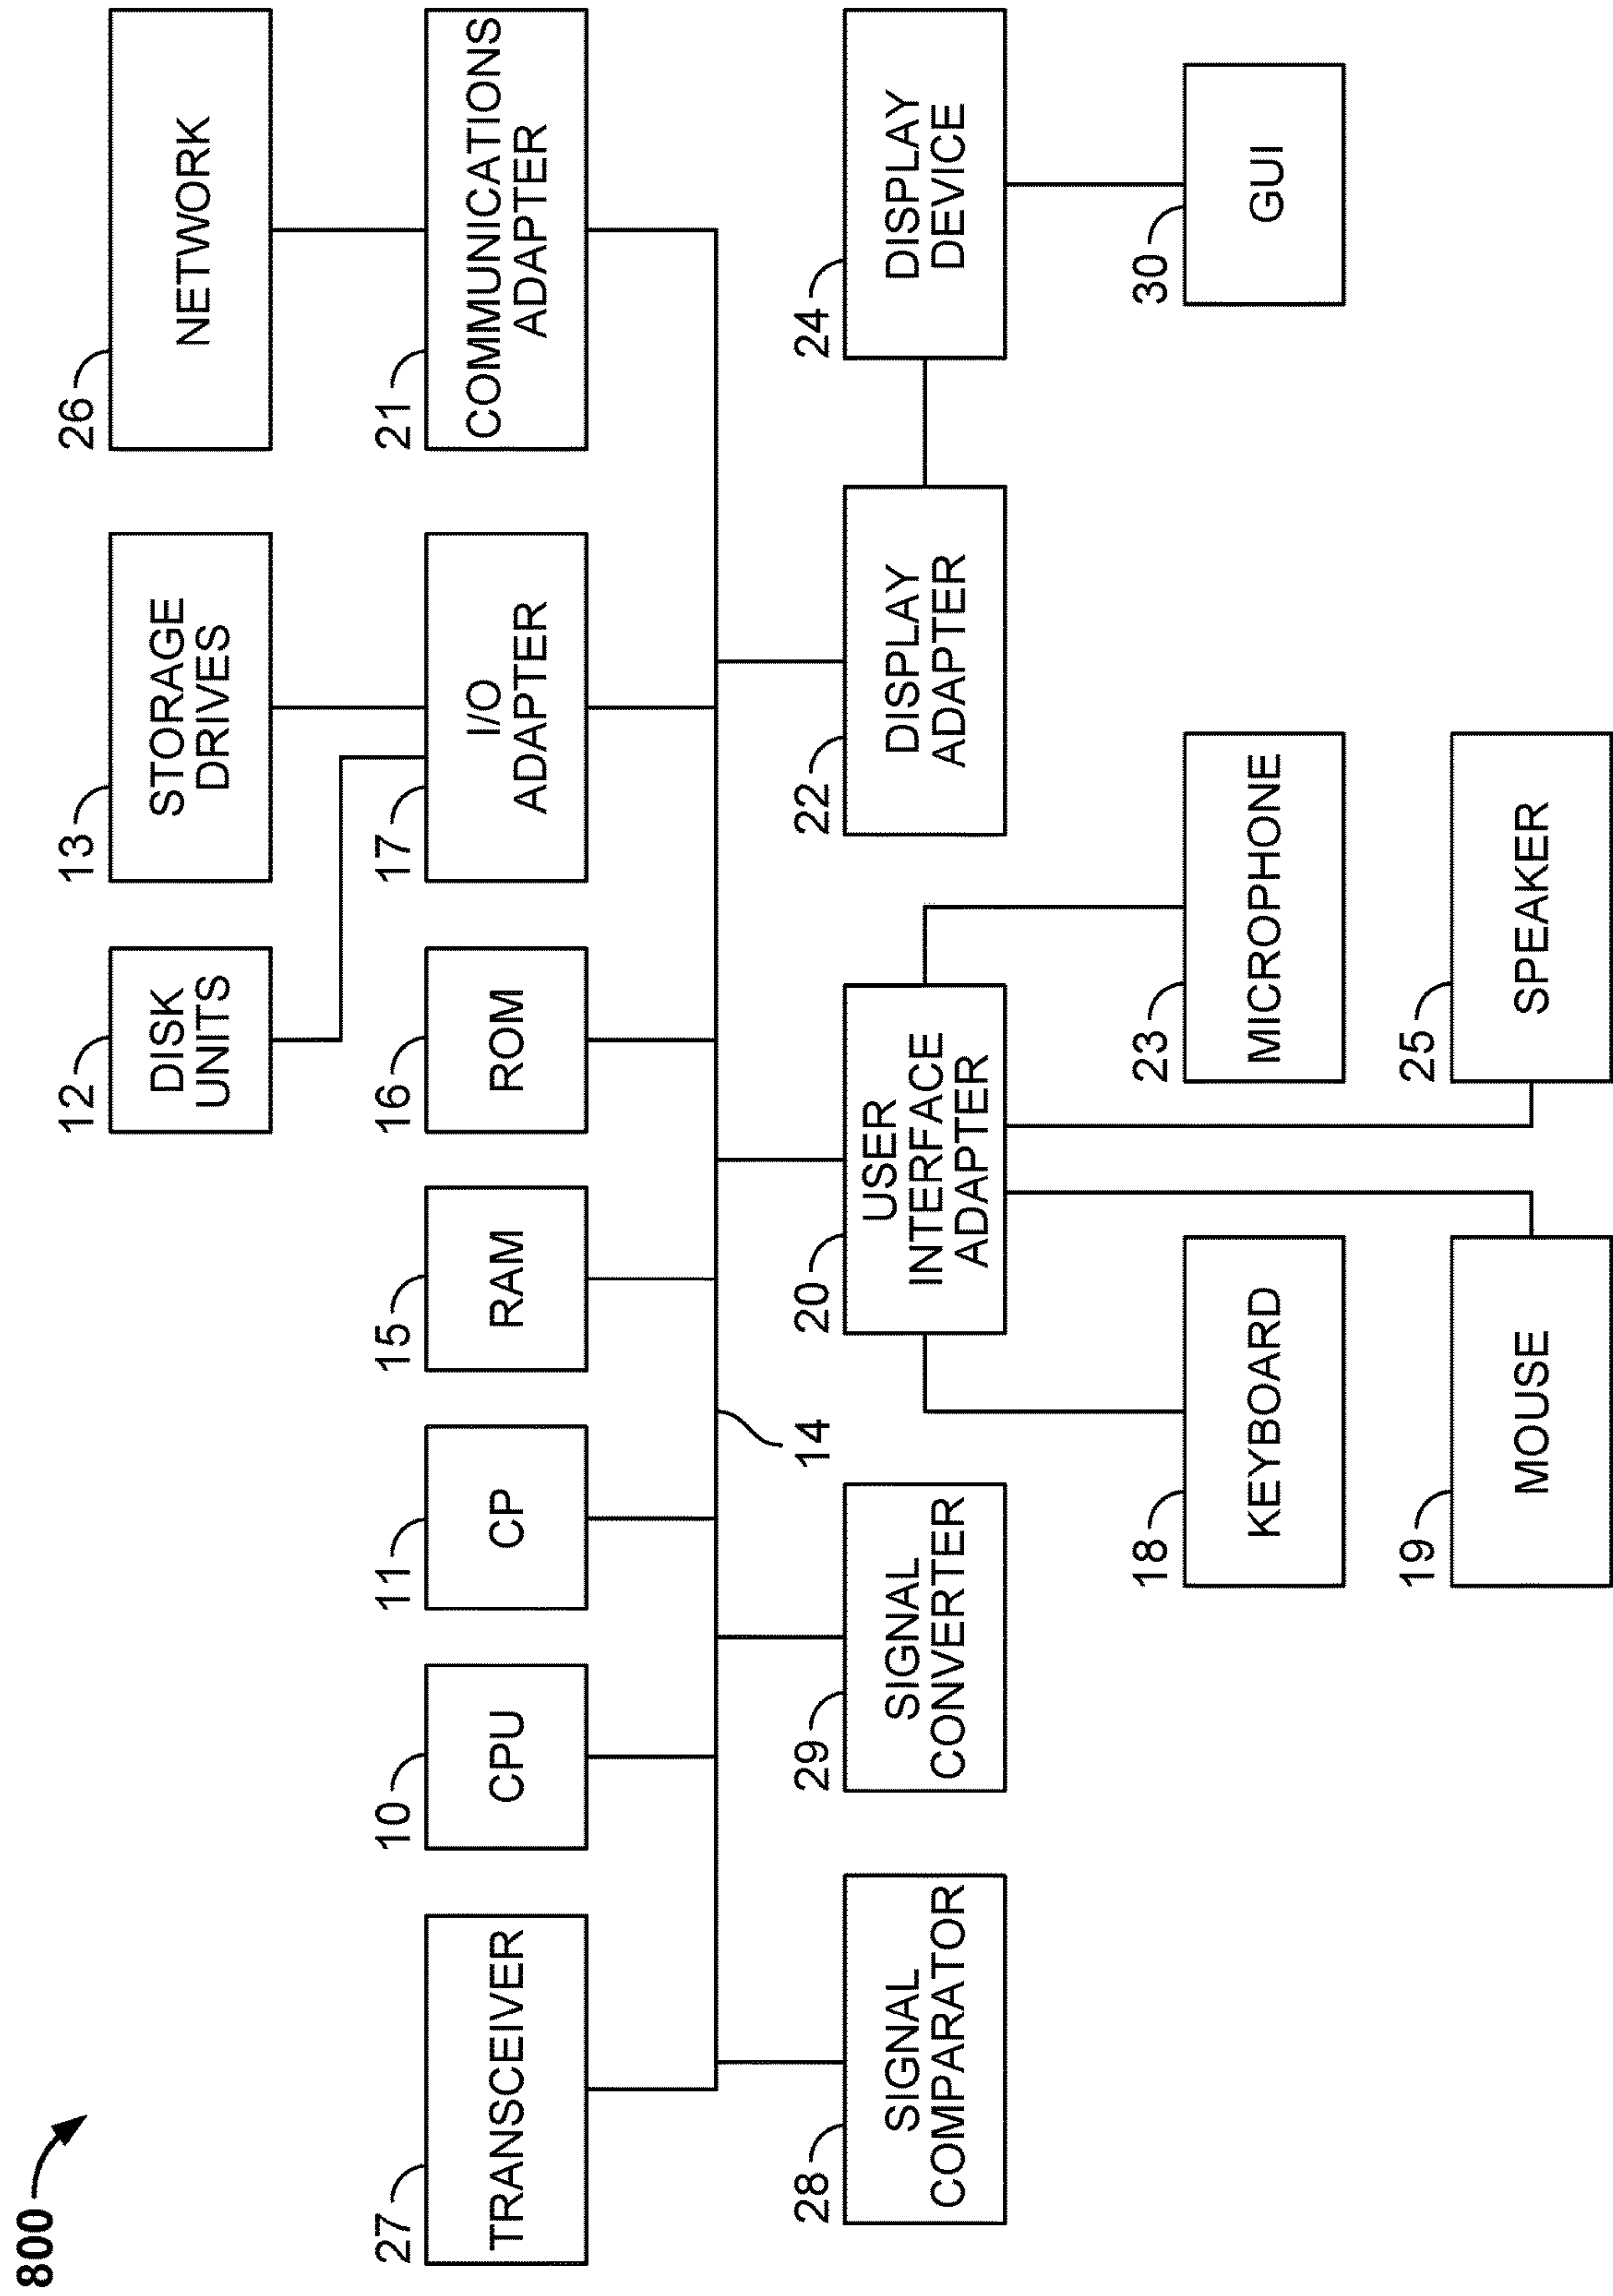 800
26
NETWORK
13
STORAGE
DRIVES
12
DISK
UNITS
21
COMMUNICATIONS
ADAPTER
17
I/O
ADAPTER
16
ROM
15
RAM
11
CP
10
CPU
27
TRANSCEIVER
14
24
DISPLAY
DEVICE
22
DISPLAY
ADAPTER
20
USER
INTERFACE
ADAPTER
29
SIGNAL
CONVERTER
28
SIGNAL
COMPARATOR
30
GUI
23
MICROPHONE
18
KEYBOARD
25
SPEAKER
19
MOUSE